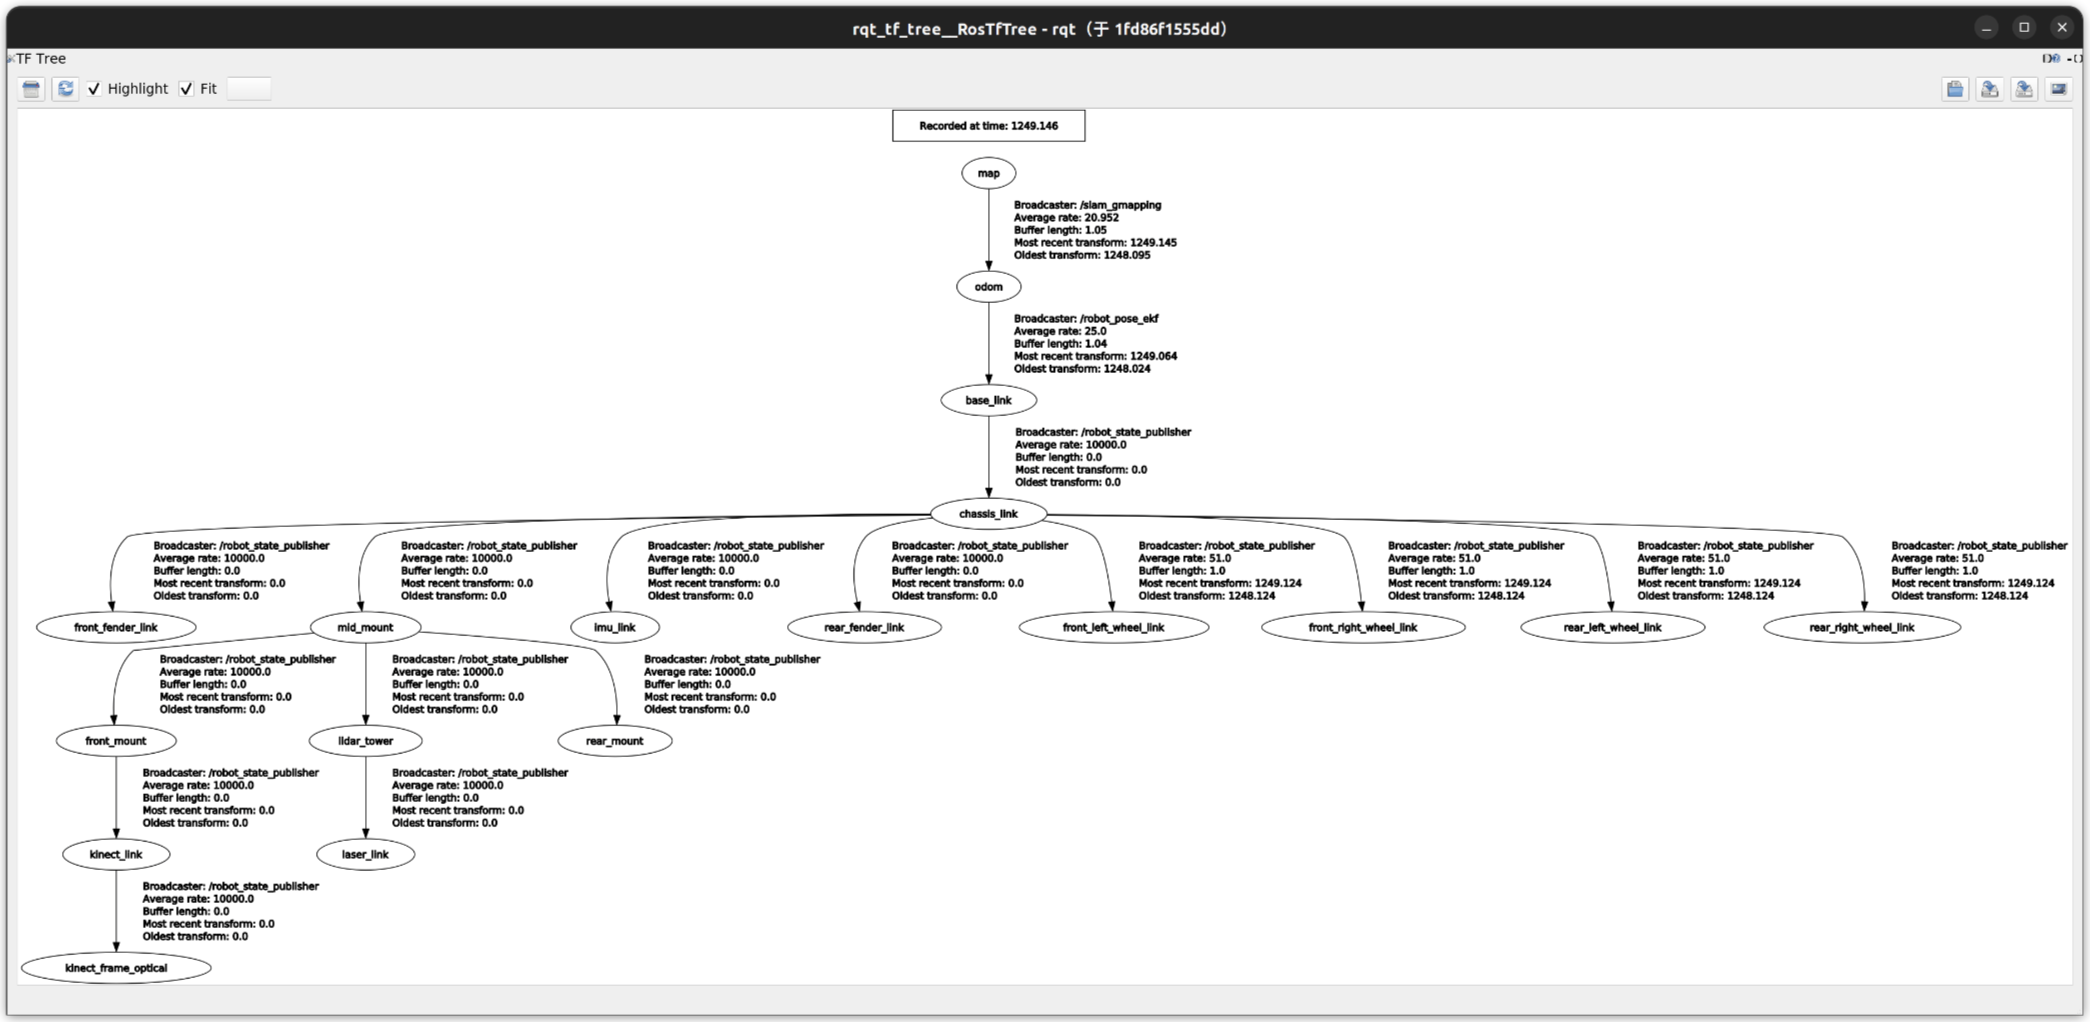 rqt_tf_tree__RosTfTree - rqt（于 1fd86f1555dd）
TF Tree
Highlight
Fit
Recorded at time: 1249.146
map
Broadcaster: /slam_gmapping
Average rate: 20.952
Buffer length: 1.05
Most recent transform: 1249.145
Oldest transform: 1248.095
odom
Broadcaster: /robot_pose_ekf
Average rate: 25.0
Buffer length: 1.04
Most recent transform: 1249.064
Oldest transform: 1248.024
base_link
Broadcaster: /robot_state_publisher
Average rate: 10000.0
Buffer length: 0.0
Most recent transform: 0.0
Oldest transform: 0.0
chassis_link
Broadcaster: /robot_state_publisher
Average rate: 10000.0
Buffer length: 0.0
Most recent transform: 0.0
Oldest transform: 0.0
Broadcaster: /robot_state_publisher
Average rate: 10000.0
Buffer length: 0.0
Most recent transform: 0.0
Oldest transform: 0.0
Broadcaster: /robot_state_publisher
Average rate: 10000.0
Buffer length: 0.0
Most recent transform: 0.0
Oldest transform: 0.0
Broadcaster: /robot_state_publisher
Average rate: 10000.0
Buffer length: 0.0
Most recent transform: 0.0
Oldest transform: 0.0
Broadcaster: /robot_state_publisher
Average rate: 51.0
Buffer length: 1.0
Most recent transform: 1249.124
Oldest transform: 1248.124
Broadcaster: /robot_state_publisher
Average rate: 51.0
Buffer length: 1.0
Most recent transform: 1249.124
Oldest transform: 1248.124
Broadcaster: /robot_state_publisher
Average rate: 51.0
Buffer length: 1.0
Most recent transform: 1249.124
Oldest transform: 1248.124
Broadcaster: /robot_state_publisher
Average rate: 51.0
Buffer length: 1.0
Most recent transform: 1249.124
Oldest transform: 1248.124
front_fender_link
mid_mount
imu_link
rear_fender_link
front_left_wheel_link
front_right_wheel_link
rear_left_wheel_link
rear_right_wheel_link
Broadcaster: /robot_state_publisher
Average rate: 10000.0
Buffer length: 0.0
Most recent transform: 0.0
Oldest transform: 0.0
Broadcaster: /robot_state_publisher
Average rate: 10000.0
Buffer length: 0.0
Most recent transform: 0.0
Oldest transform: 0.0
Broadcaster: /robot_state_publisher
Average rate: 10000.0
Buffer length: 0.0
Most recent transform: 0.0
Oldest transform: 0.0
front_mount
lidar_tower
rear_mount
Broadcaster: /robot_state_publisher
Average rate: 10000.0
Buffer length: 0.0
Most recent transform: 0.0
Oldest transform: 0.0
Broadcaster: /robot_state_publisher
Average rate: 10000.0
Buffer length: 0.0
Most recent transform: 0.0
Oldest transform: 0.0
kinect_link
laser_link
Broadcaster: /robot_state_publisher
Average rate: 10000.0
Buffer length: 0.0
Most recent transform: 0.0
Oldest transform: 0.0
kinect_frame_optical